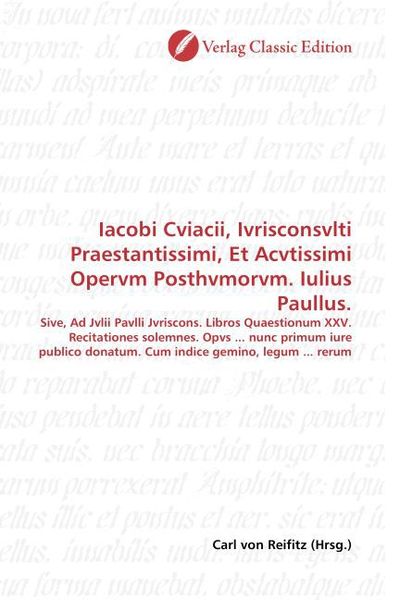 Verlag Classic Edition
Iacobi Cviacii, Ivrisconsvlti
Praestantissimi, Et Acvtissimi
Opervm Posthvmorvm. Iulius
Paullus.
Sive, Ad Jvlii Pavlli Jvriscons. Libros Quaestionum XXV.
Recitationes solemnes. Opvs ... nunc primum iure
publico donatum. Cum indice gemino, legum ... rerum
Carl von Reifitz (Hrsg.)